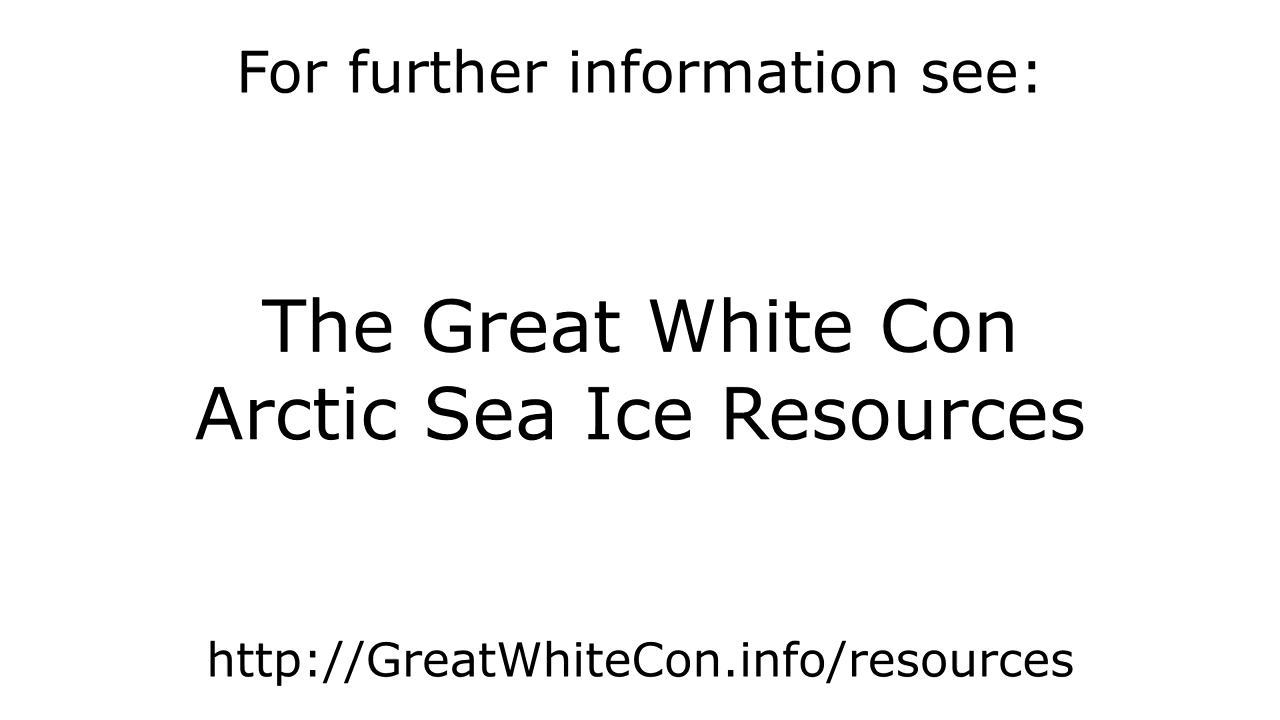 For further information see:
The Great White Con
Arctic Sea Ice Resources
http://GreatWhiteCon.info/resources